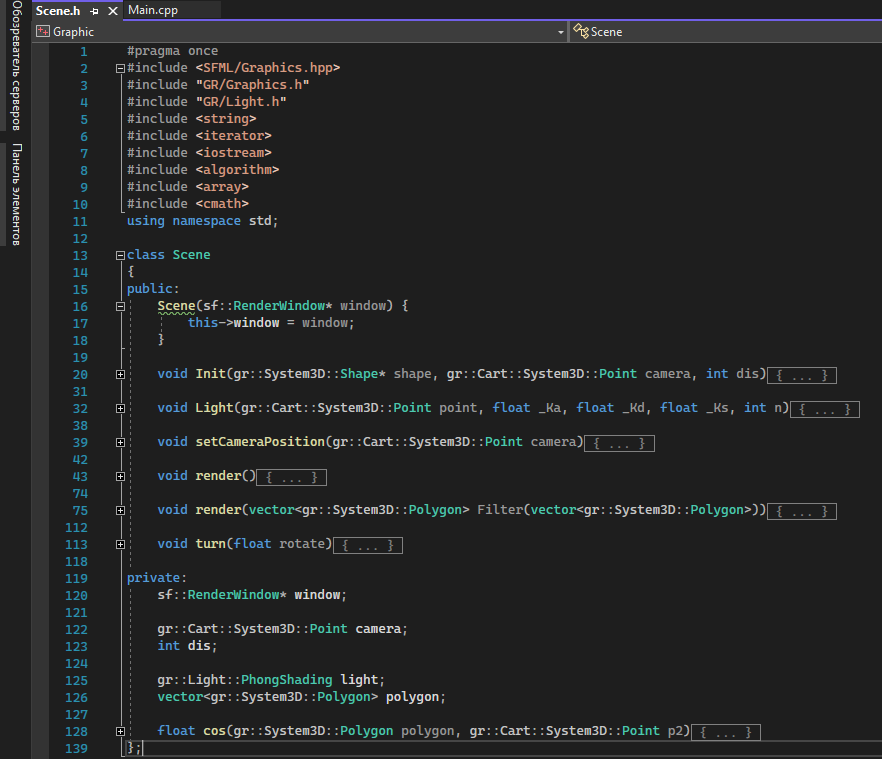 Обозреватель серверов
Панель элементов
Scene.h Main.cpp
Graphic Scene
1 #pragma once
2 #include <SFML/Graphics.hpp>
3 #include "GR/Graphics.h"
4 #include "GR/Light.h"
5 #include <string>
6 #include <iterator>
7 #include <iostream>
8 #include <algorithm>
9 #include <array>
10 #include <cmath>
11 using namespace std;
12
13 class Scene
14 {
15 public:
16 Scene(sf::RenderWindow* window) {
17 this->window = window;
18 }
19
20 void Init(gr::System3D::Shape* shape, gr::Cart::System3D::Point camera, int dis){ ... }
31
32 void Light(gr::Cart::System3D::Point point, float _Ka, float _Kd, float _Ks, int n){ ... }
38
39 void setCameraPosition(gr::Cart::System3D::Point camera){ ... }
42
43 void render(){ ... }
74
75 void render(vector<gr::System3D::Polygon> Filter(vector<gr::System3D::Polygon>)){ ... }
112
113 void turn(float rotate){ ... }
118
119 private:
120 sf::RenderWindow* window;
121
122 gr::Cart::System3D::Point camera;
123 int dis;
124
125 gr::Light::PhongShading light;
126 vector<gr::System3D::Polygon> polygon;
127
128 float cos(gr::System3D::Polygon polygon, gr::Cart::System3D::Point p2){ ... }
139 };